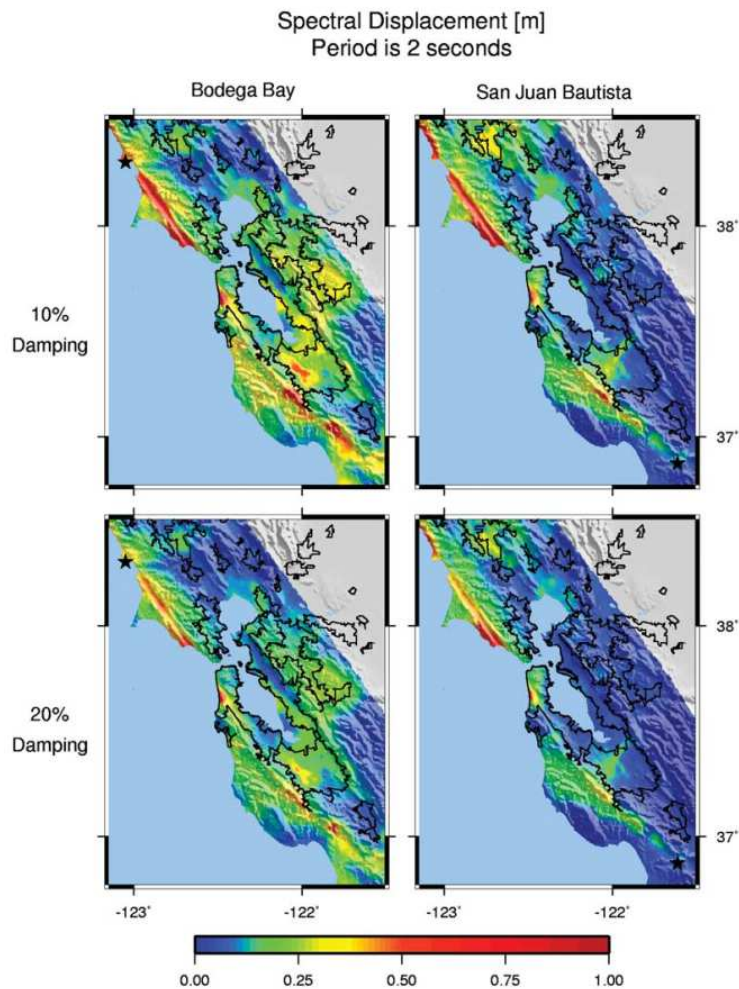 Spectral Displacement [m]
Period is 2 seconds
Bodega Bay
San Juan Bautista
10%
Damping
38˚
37˚
20%
Damping
38˚
37˚
-123˚
-122˚
-123˚
-122˚
0.00
0.25
0.50
0.75
1.00